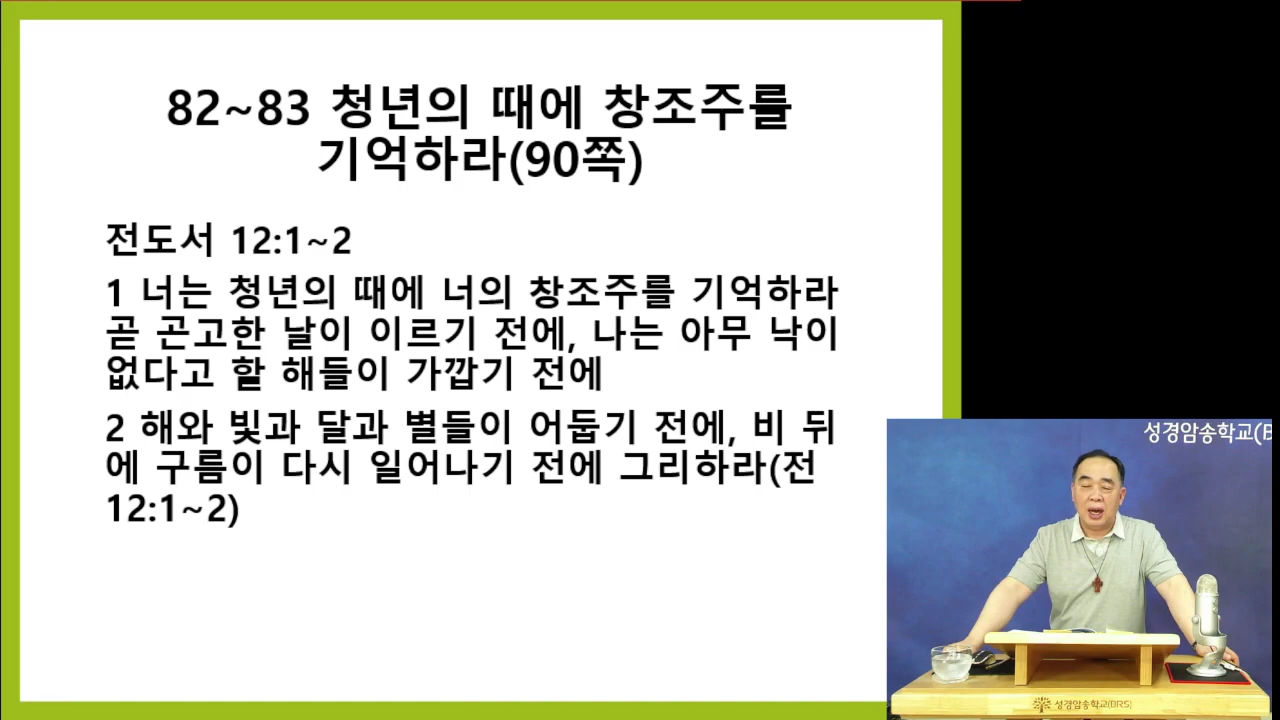 82~83 청년의 때에 창조주를
기억하라(90쪽)
전도서 12:1~2
1 너는 청년의 때에 너의 창조주를 기억하라
곧 곤고한 날이 이르기 전에, 나는 아무 낙이
없다고 할 해들이 가깝기 전에
2 해와 빛과 달과 별들이 어둡기 전에, 비 뒤
에 구름이 다시 일어나기 전에 그리하라(전
12:1~2)
성경암송학교(B
성경암송학교(BRS)